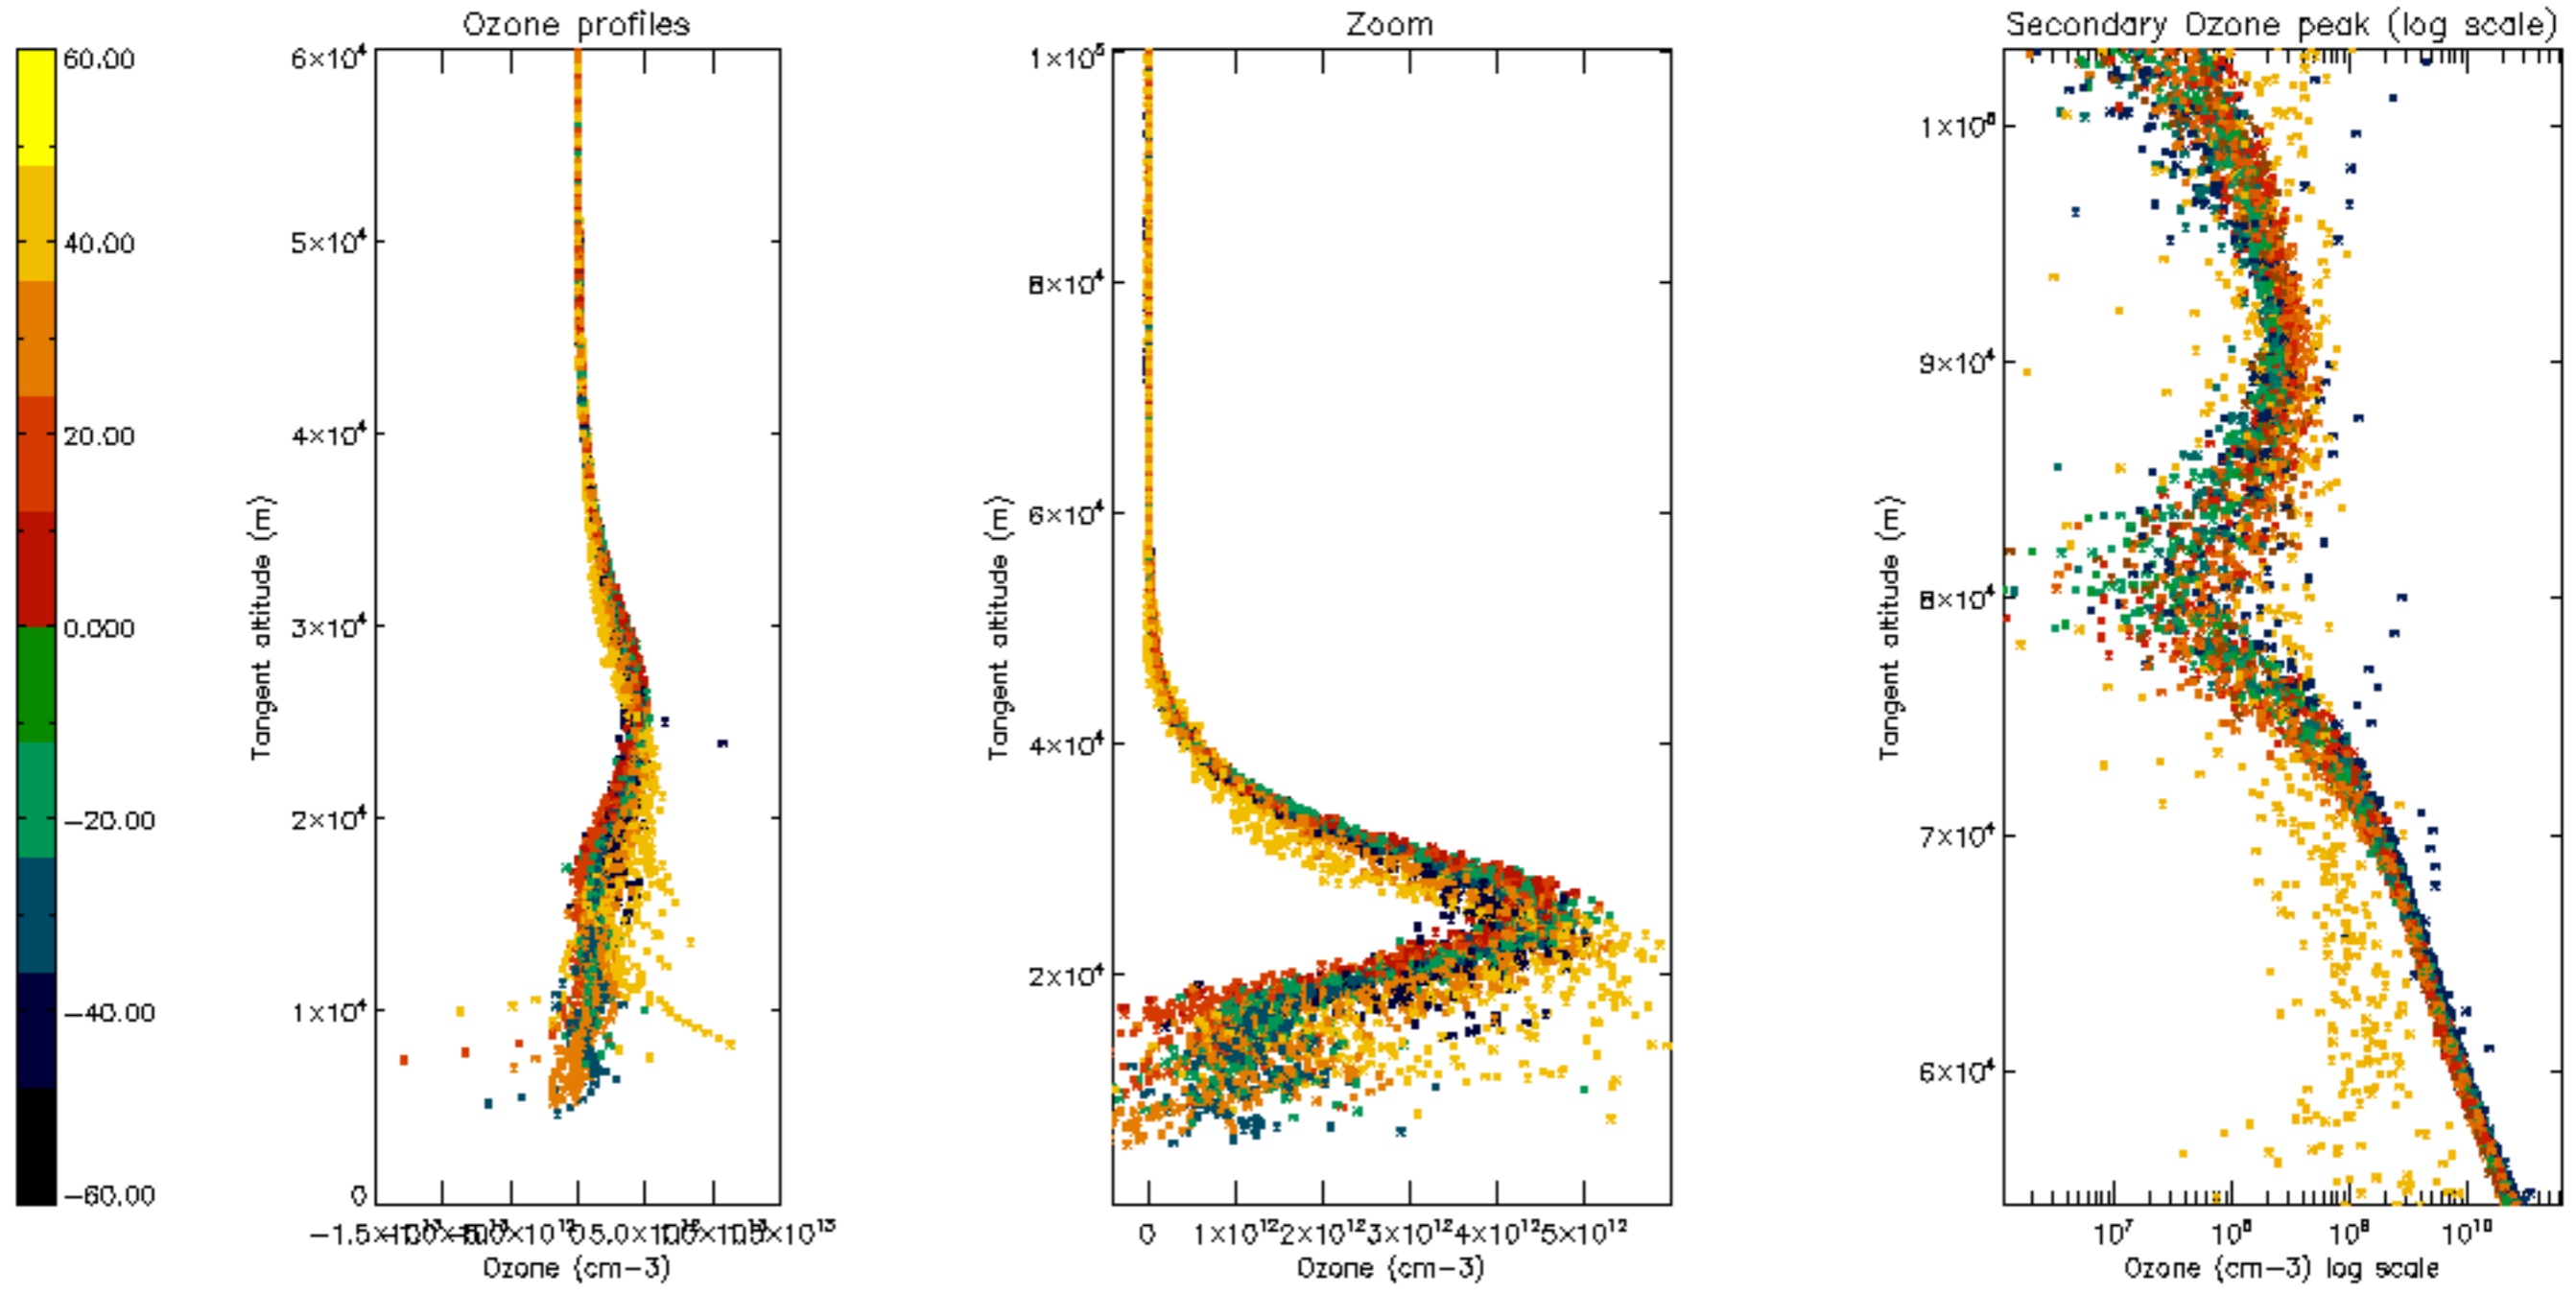 Ozone profiles
Zoom
Secondary Ozone peak (log scale)
60.00
40.00
20.00
0.000
−20.00
−40.00
−60.00
6×10⁴
5×10⁴
4×10⁴
3×10⁴
2×10⁴
1×10⁴
0
Tangent altitude (m)
Ozone (cm−3)
1×10⁵
8×10⁴
6×10⁴
4×10⁴
2×10⁴
Tangent altitude (m)
0 1×10¹² 2×10¹² 3×10¹² 4×10¹² 5×10¹²
Ozone (cm−3)
1×10⁵
9×10⁴
8×10⁴
7×10⁴
6×10⁴
Tangent altitude (m)
10⁷ 10⁸ 10⁹ 10¹⁰
Ozone (cm−3) log scale